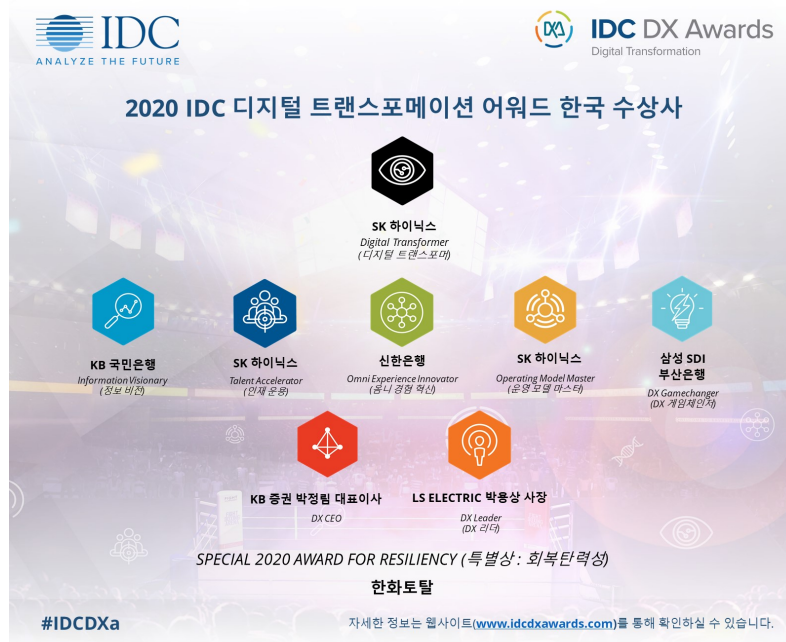 IDC
ANALYZE THE FUTURE
DX
IDC DX Awards
Digital Transformation
2020 IDC 디지털 트랜스포메이션 어워드 한국 수상사
SK 하이닉스
Digital Transformer
(디지털 트랜스포머)
KB 국민은행
Information Visionary
(정보 비전)
SK 하이닉스
Talent Accelerator
(인재 운용)
신한은행
Omni Experience Innovator
(옴니 경험 혁신)
SK 하이닉스
Operating Model Master
(운영 모델 마스터)
삼성 SDI
부산은행
DX Gamechanger
(DX 게임체인저)
KB 증권 박정림 대표이사
DX CEO
LS ELECTRIC 박용상 사장
DX Leader
(DX 리더)
SPECIAL 2020 AWARD FOR RESILIENCY (특별상 : 회복탄력성)
한화토탈
#IDCDXa
자세한 정보는 웹사이트(www.idcdxawards.com)를 통해 확인하실 수 있습니다.